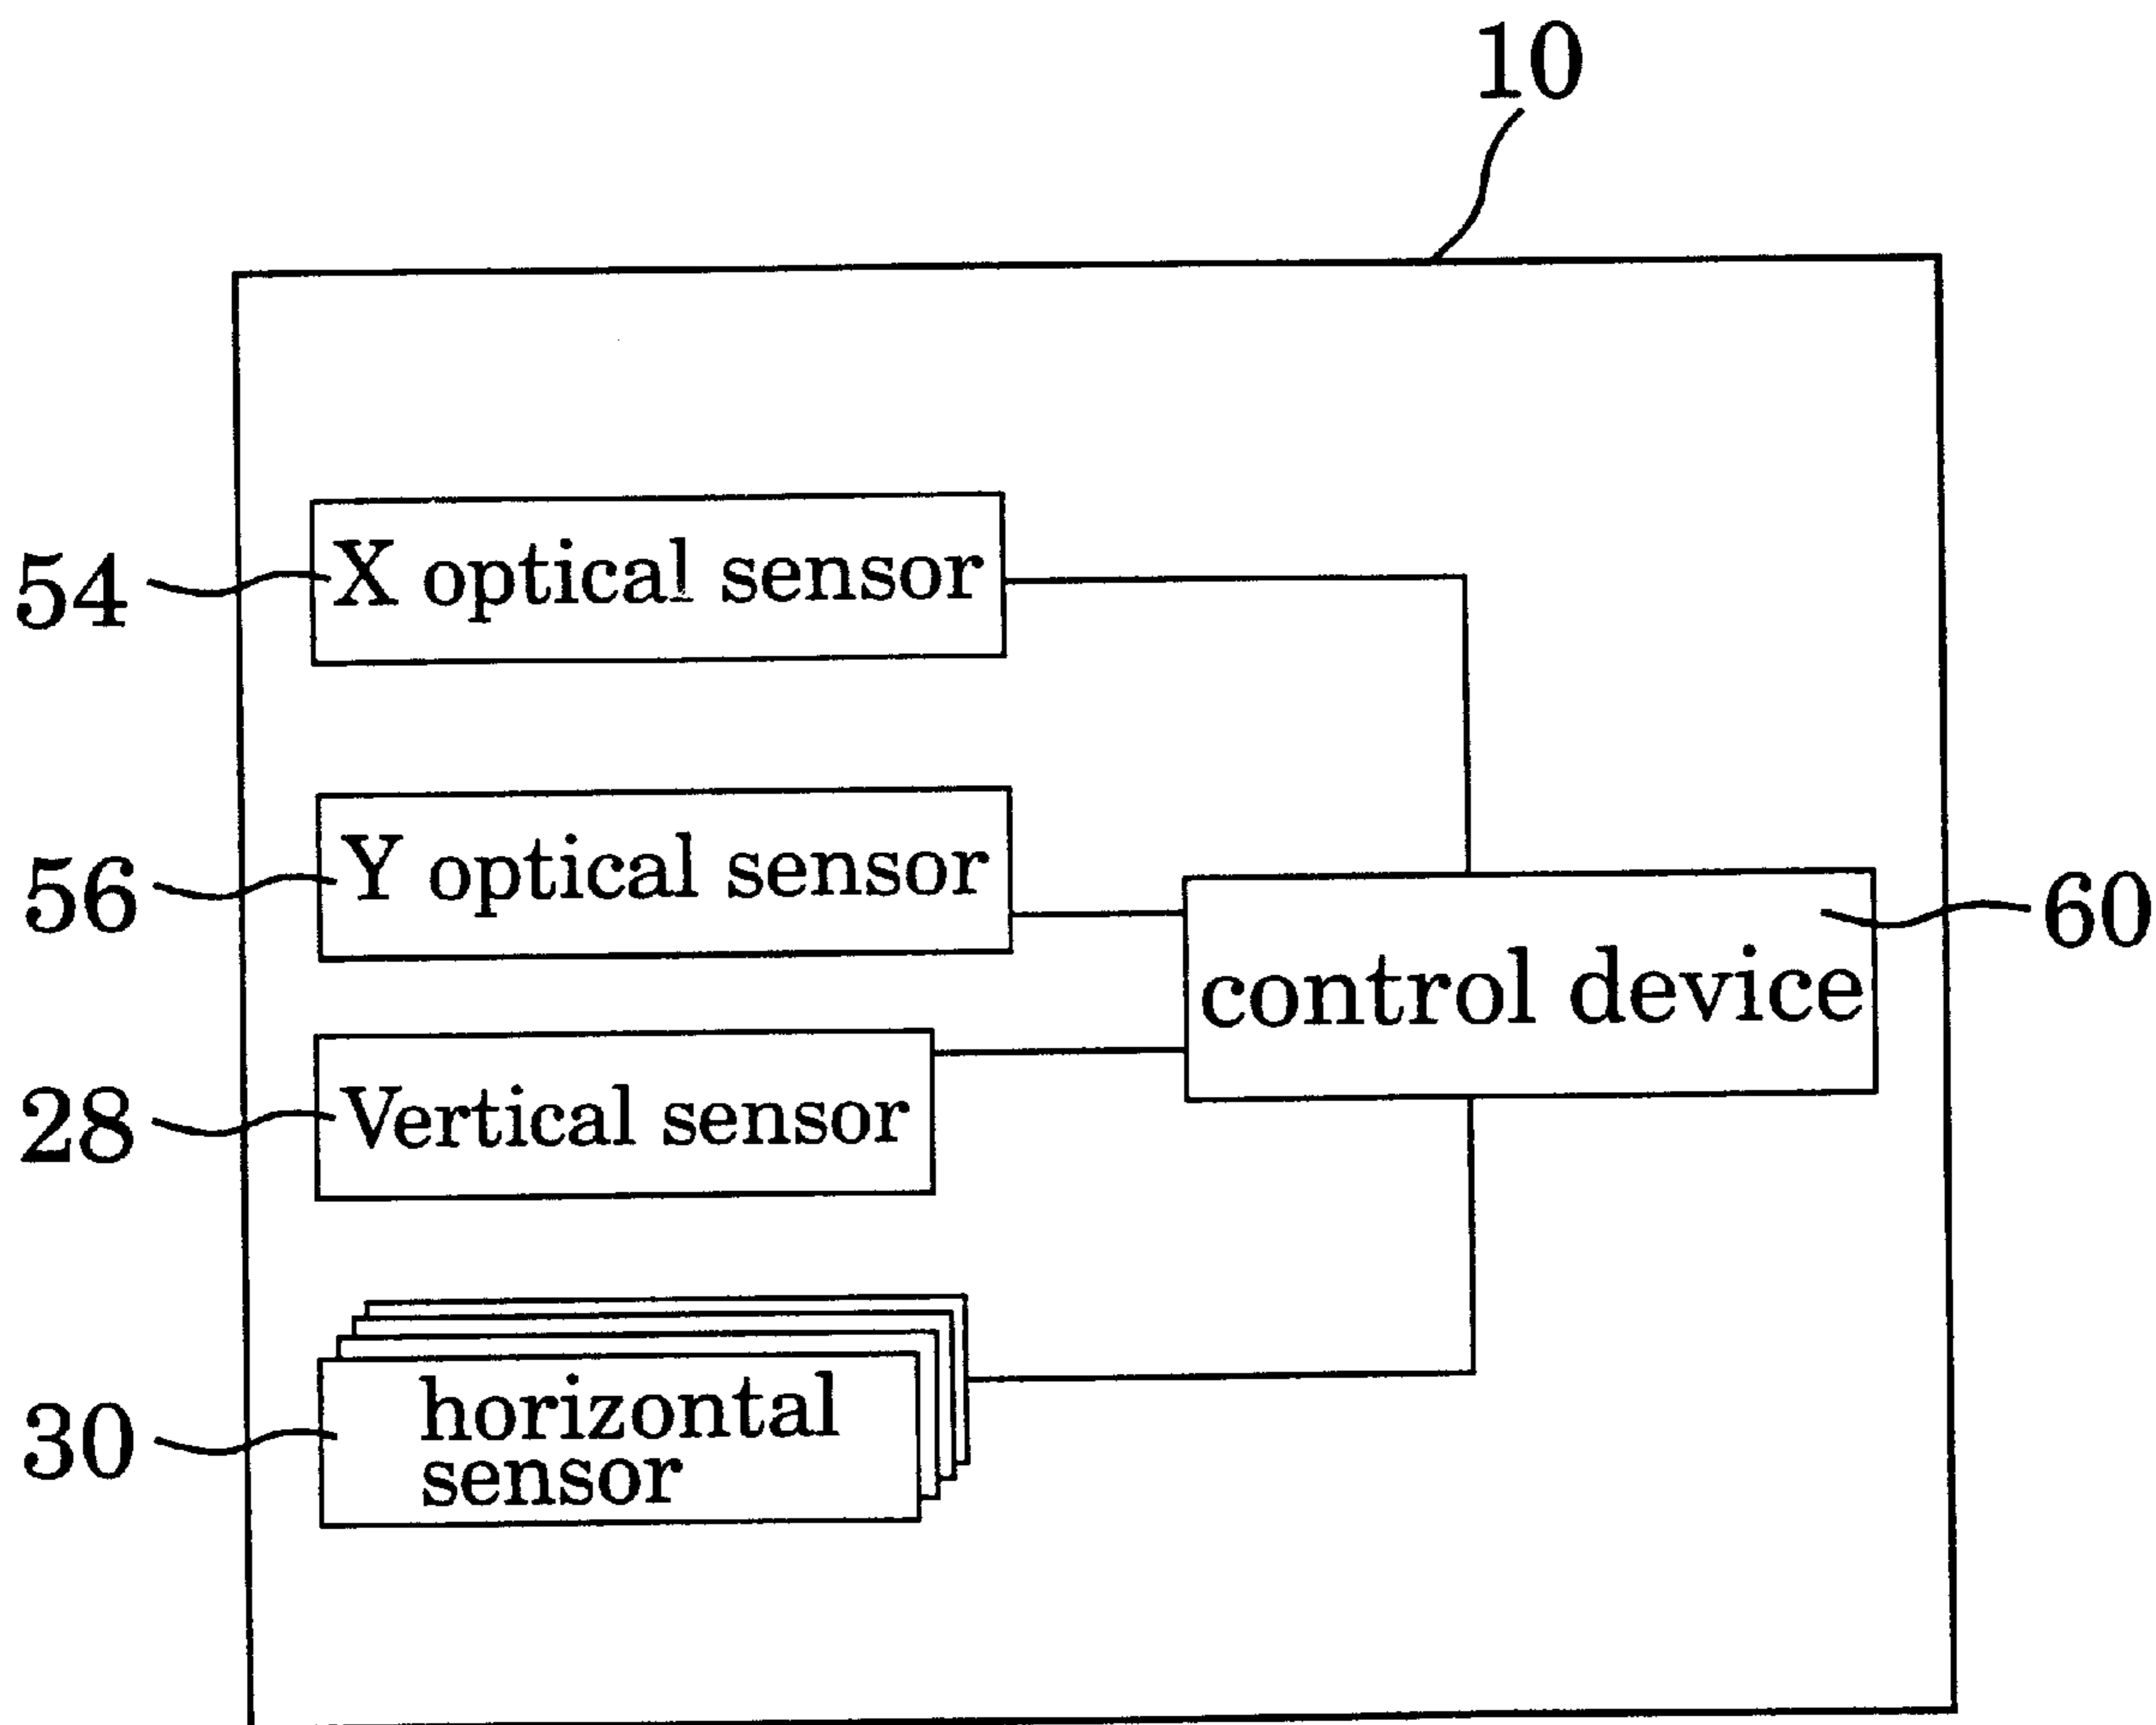 10
54
X optical sensor
56
Y optical sensor
60
control device
28
Vertical sensor
30
horizontal
sensor